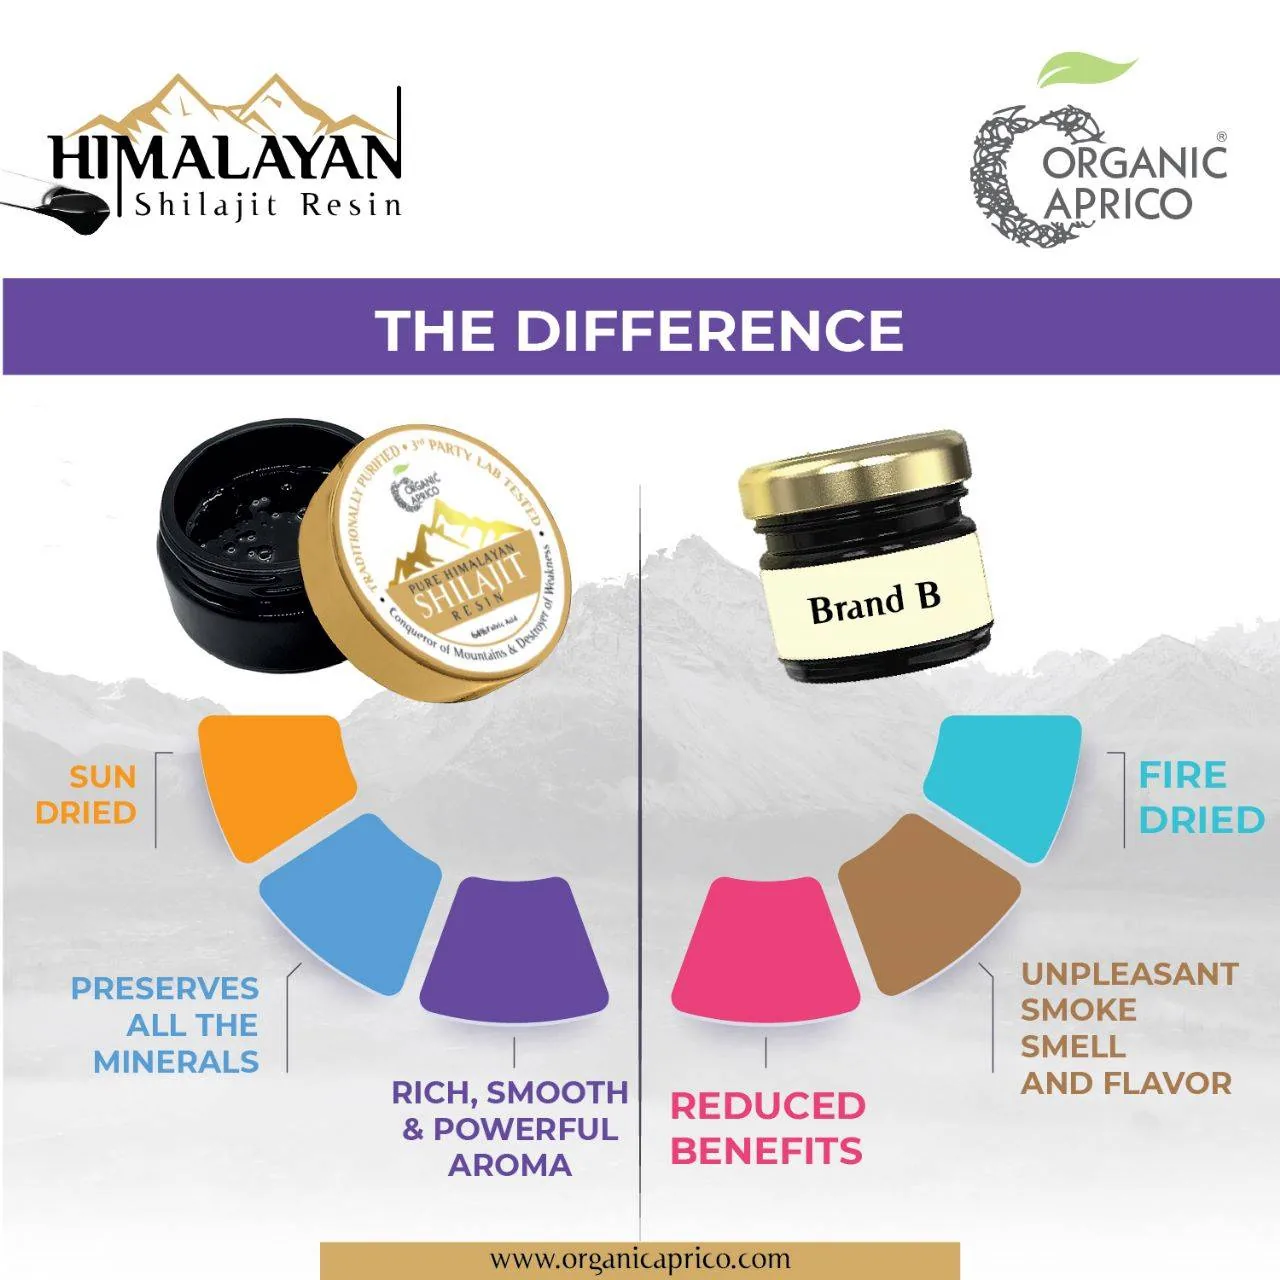 HIMALAYAN
Shilajit Resin
ORGANIC®
APRICO
THE DIFFERENCE
TRADITIONALLY PURIFIED • 3rd PARTY LAB TESTED •
ORGANIC
APRICO
PURE HIMALAYAN
SHILAJIT
RESIN
Fulvic Acid
Conqueror of Mountains & Destroyer of Weakness
Brand B
SUN
DRIED
PRESERVES
ALL THE
MINERALS
RICH, SMOOTH
& POWERFUL
AROMA
FIRE
DRIED
UNPLEASANT
SMOKE
SMELL
AND FLAVOR
REDUCED
BENEFITS
www.organicaprico.com